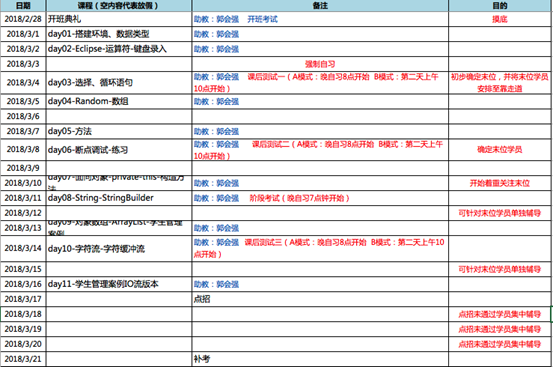 日期 课程（空内容代表放假） 备注 目的
2018/2/28 开班典礼 助教：郭会强 开班考试 摸底
2018/3/1 day01-搭建环境、数据类型 助教：郭会强
2018/3/2 day02-Eclipse-运算符-键盘录入 助教：郭会强
2018/3/3 强制自习
2018/3/4 day03-选择、循环语句 助教：郭会强 课后测试一（A模式：晚自习8点开始 B模式：第二天上午10点开始） 初步确定末位，并将末位学员安排至靠走道
2018/3/5 day04-Random-数组 助教：郭会强
2018/3/6
2018/3/7 day05-方法 助教：郭会强
2018/3/8 day06-断点调试-练习 助教：郭会强 课后测试二（A模式：晚自习8点开始 B模式：第二天上午10点开始） 确定末位学员
2018/3/9
2018/3/10 day07-面向对象-private-this-构造方法 助教：郭会强 开始着重关注末位
2018/3/11 day08-String-StringBuilder 助教：郭会强 阶段考试（晚自习7点钟开始）
2018/3/12 可针对末位学员单独辅导
2018/3/13 day09-对象数组-ArrayList-学生管理案例 助教：郭会强
2018/3/14 day10-字符流-字符缓冲流 助教：郭会强 课后测试三（A模式：晚自习8点开始 B模式：第二天上午10点开始）
2018/3/15 可针对末位学员单独辅导
2018/3/16 day11-学生管理案例IO流版本 助教：郭会强
2018/3/17 点招
2018/3/18 点招未通过学员集中辅导
2018/3/19 点招未通过学员集中辅导
2018/3/20 点招未通过学员集中辅导
2018/3/21 补考